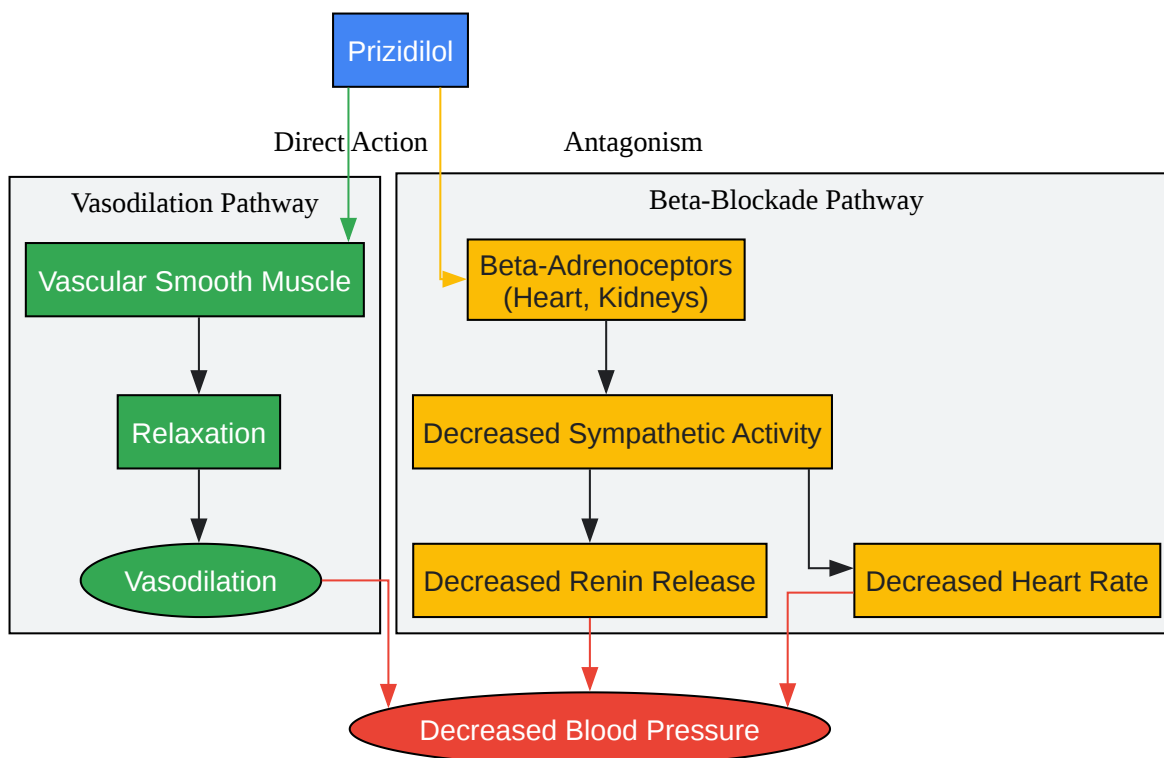 Prizidilol
Direct Action
Antagonism
Vasodilation Pathway
Beta-Blockade Pathway
Vascular Smooth Muscle
Beta-Adrenoceptors
(Heart, Kidneys)
Relaxation
Decreased Sympathetic Activity
Vasodilation
Decreased Renin Release
Decreased Heart Rate
Decreased Blood Pressure